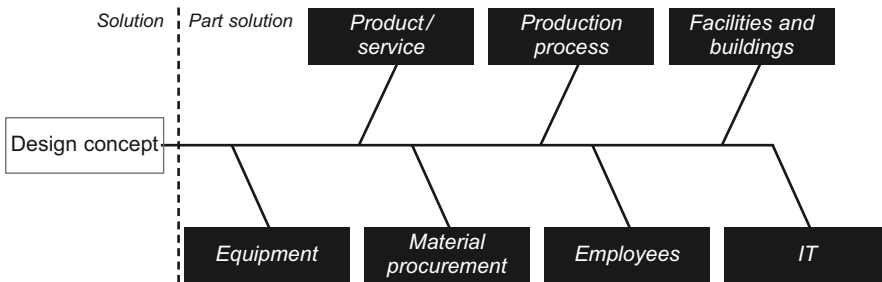 Solution
Part solution
Product/
service
Production
process
Facilities and
buildings
Design concept
Equipment
Material
procurement
Employees
IT